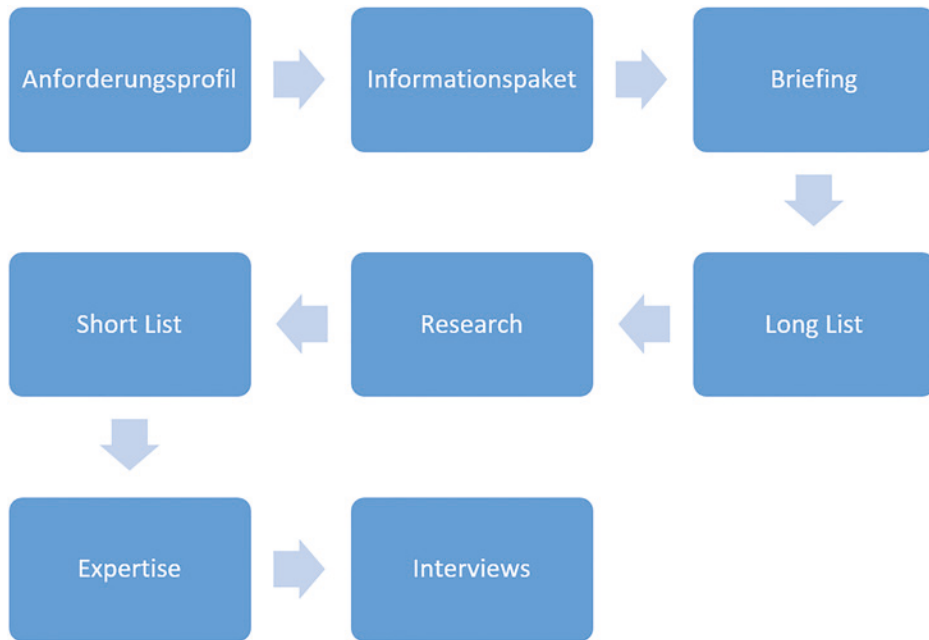 Anforderungsprofil
Informationspaket
Briefing
Long List
Research
Short List
Expertise
Interviews